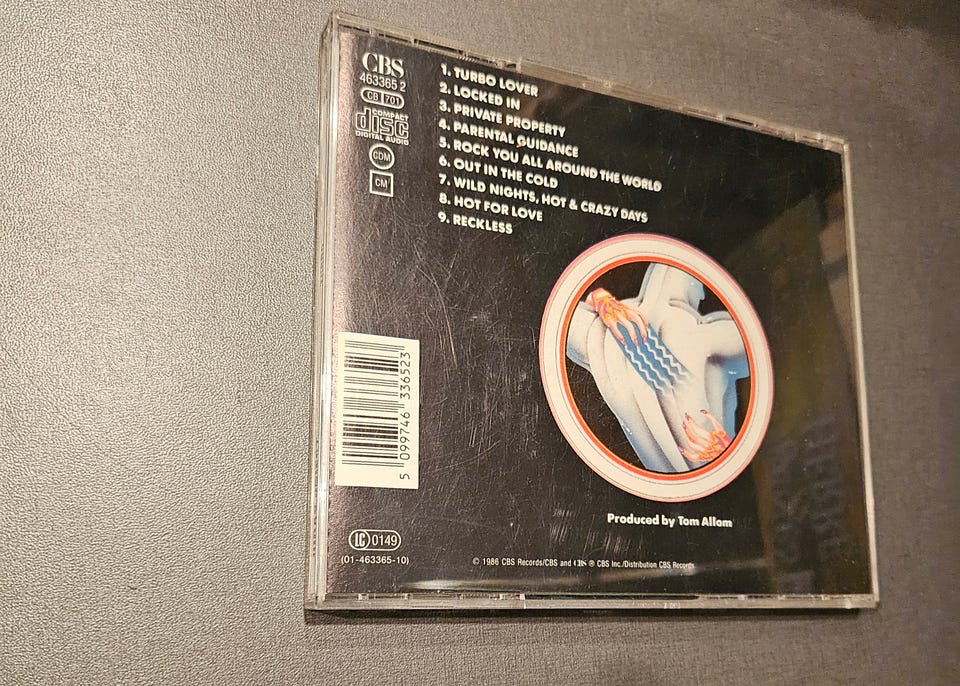 CBS
463365 2
CB 701
COMPACT
disc
DIGITAL AUDIO
CDM
CM
1. TURBO LOVER
2. LOCKED IN
3. PRIVATE PROPERTY
4. PARENTAL GUIDANCE
5. ROCK YOU ALL AROUND THE WORLD
6. OUT IN THE COLD
7. WILD NIGHTS, HOT & CRAZY DAYS
8. HOT FOR LOVE
9. RECKLESS
5 099746 336523
Produced by Tom Allom
LC 0149
(01-463365-10)
© 1986 CBS Records/CBS and CBS ® CBS Inc./Distribution CBS Records